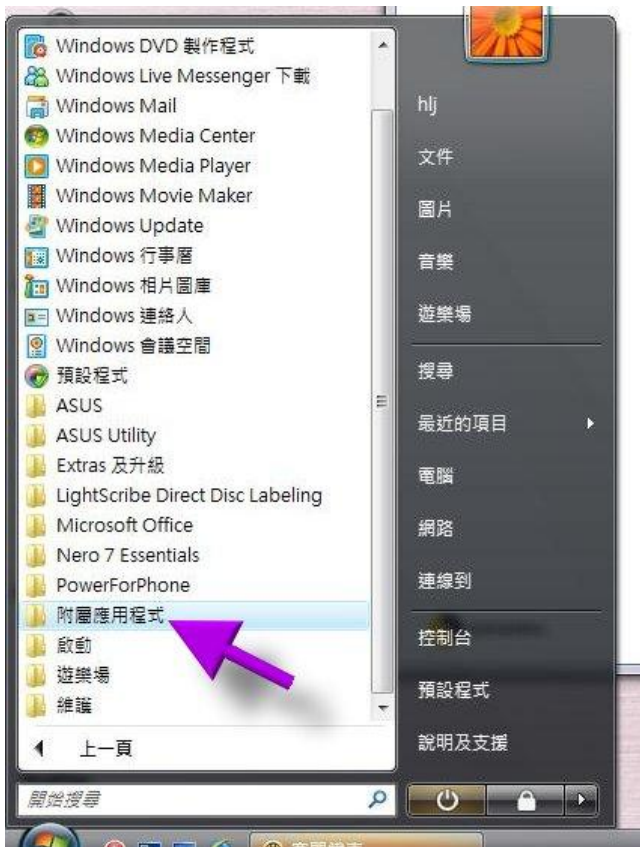 Windows DVD 製作程式
Windows Live Messenger 下載
Windows Mail
Windows Media Center
Windows Media Player
Windows Movie Maker
Windows Update
Windows 行事曆
Windows 相片圖庫
Windows 連絡人
Windows 會議空間
預設程式
ASUS
ASUS Utility
Extras 及升級
LightScribe Direct Disc Labeling
Microsoft Office
Nero 7 Essentials
PowerForPhone
附屬應用程式
啟動
遊樂場
維護
上一頁
開始搜尋
hlj
文件
圖片
音樂
遊樂場
搜尋
最近的項目
電腦
網路
連線到
控制台
預設程式
說明及支援